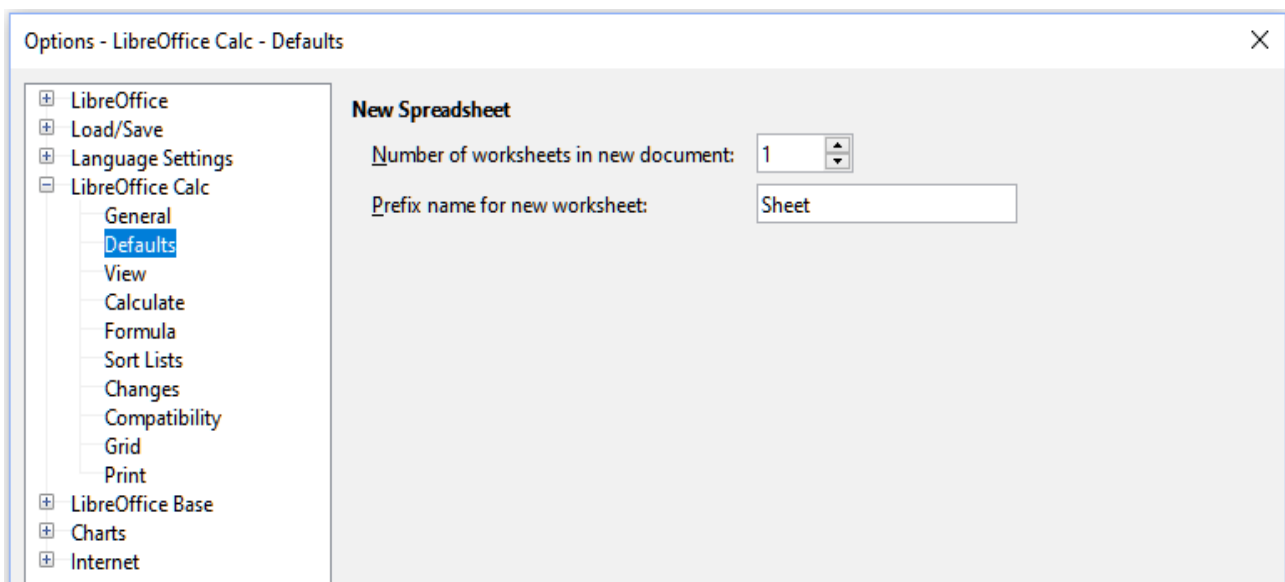 Options - LibreOffice Calc - Defaults
LibreOffice
Load/Save
Language Settings
LibreOffice Calc
General
Defaults
View
Calculate
Formula
Sort Lists
Changes
Compatibility
Grid
Print
LibreOffice Base
Charts
Internet
New Spreadsheet
Number of worksheets in new document: 1
Prefix name for new worksheet: Sheet